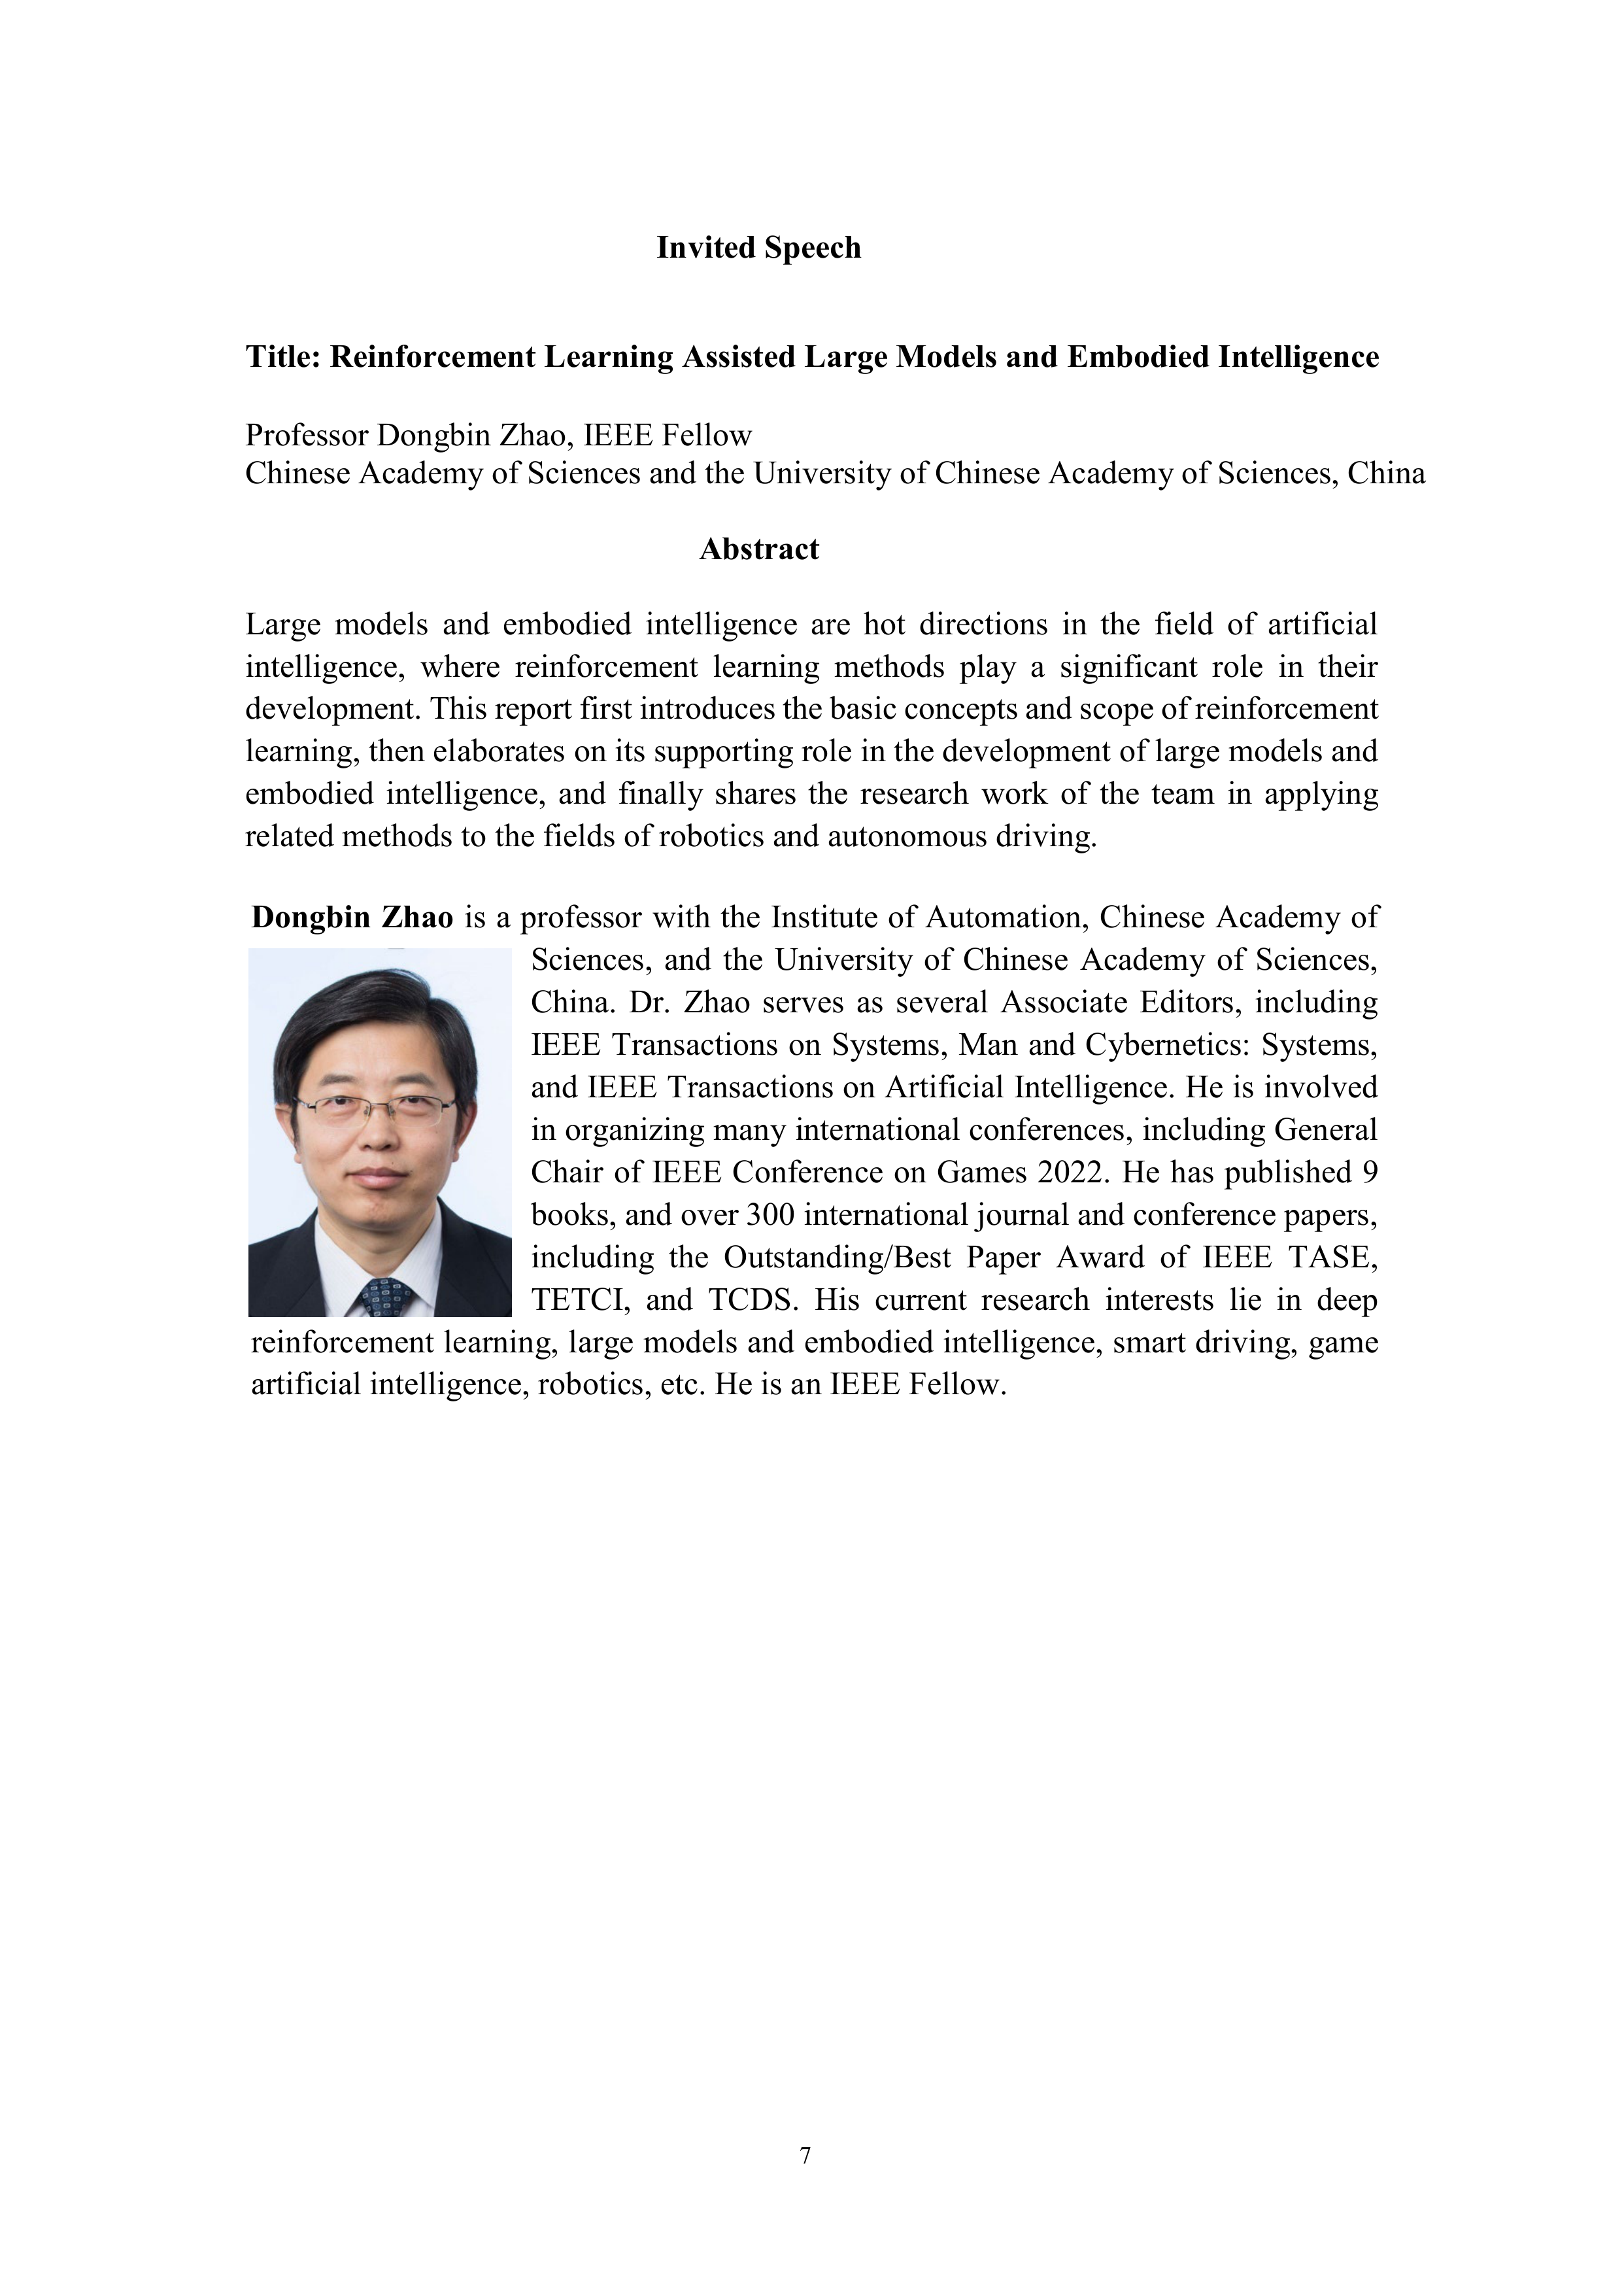 Invited Speech
Title: Reinforcement Learning Assisted Large Models and Embodied Intelligence
Professor Dongbin Zhao, IEEE Fellow
Chinese Academy of Sciences and the University of Chinese Academy of Sciences, China
Abstract
Large models and embodied intelligence are hot directions in the field of artificial
intelligence, where reinforcement learning methods play a significant role in their
development. This report first introduces the basic concepts and scope of reinforcement
learning, then elaborates on its supporting role in the development of large models and
embodied intelligence, and finally shares the research work of the team in applying
related methods to the fields of robotics and autonomous driving.
Dongbin Zhao is a professor with the Institute of Automation, Chinese Academy of
Sciences, and the University of Chinese Academy of Sciences,
China. Dr. Zhao serves as several Associate Editors, including
IEEE Transactions on Systems, Man and Cybernetics: Systems,
and IEEE Transactions on Artificial Intelligence. He is involved
in organizing many international conferences, including General
Chair of IEEE Conference on Games 2022. He has published 9
books, and over 300 international journal and conference papers,
including the Outstanding/Best Paper Award of IEEE TASE,
TETCI, and TCDS. His current research interests lie in deep
reinforcement learning, large models and embodied intelligence, smart driving, game
artificial intelligence, robotics, etc. He is an IEEE Fellow.
7